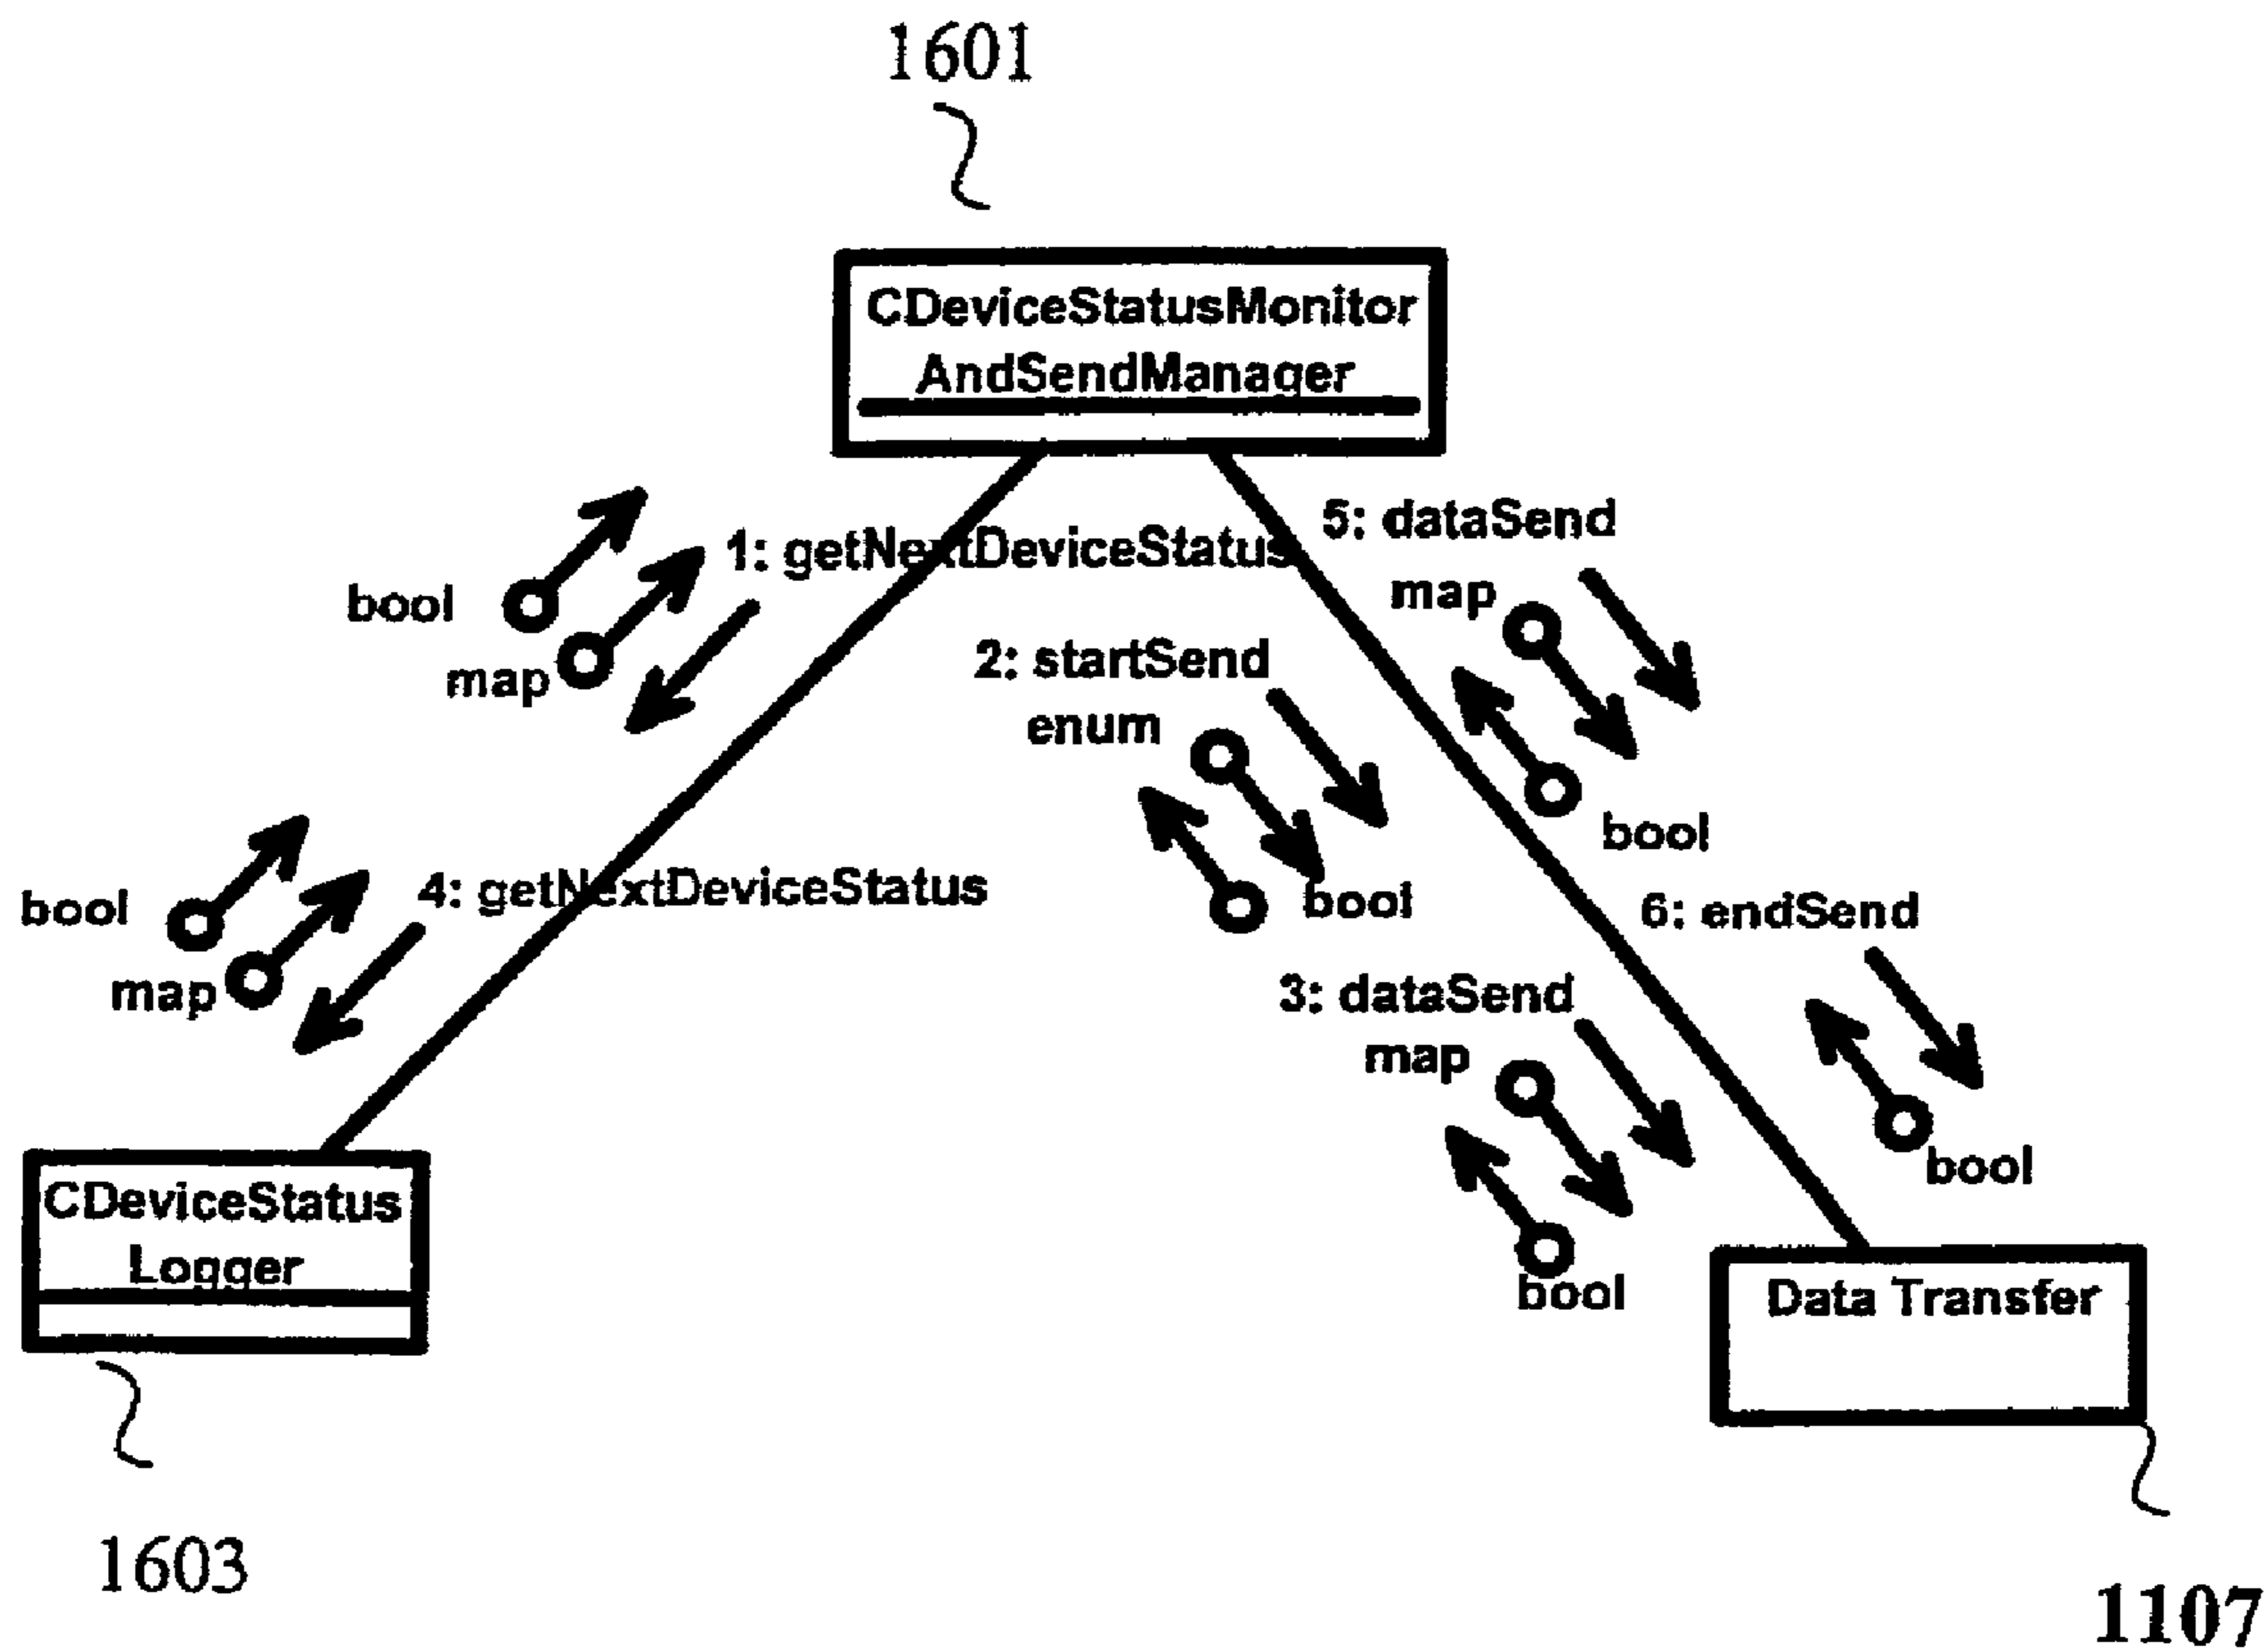 1601
CDeviceStatusMonitor
AndSendManager
5: dataSend
1: getNextDeviceStatus
map
bool
map
2: startSend
enum
bool
4: getNextDeviceStatus
bool
bool
map
6: endSend
3: dataSend
map
bool
bool
CDeviceStatus
Logger
Data Transfer
1603
1107